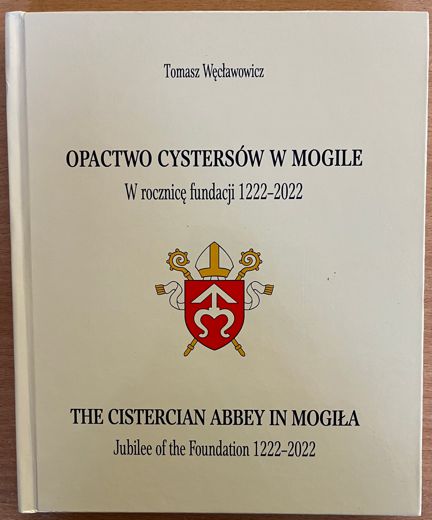 Tomasz Węcławowicz
OPACTWO CYSTERSÓW W MOGILE
W rocznicę fundacji 1222–2022
THE CISTERCIAN ABBEY IN MOGIŁA
Jubilee of the Foundation 1222–2022